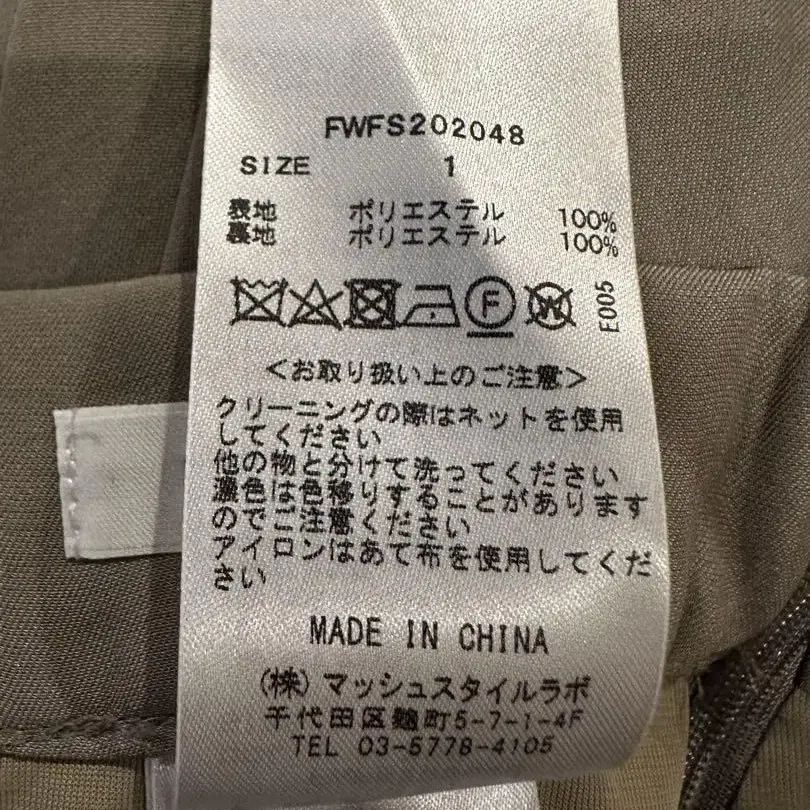 FWFS202048
SIZE 1
表地 ポリエステル 100%
裏地 ポリエステル 100%
F W E005
<お取り扱い上のご注意>
クリーニングの際はネットを使用
してください
他の物と分けて洗ってください
濃色は色移りすることがあります
のでご注意ください
アイロンはあて布を使用してくだ
さい
MADE IN CHINA
(株)マッシュスタイルラボ
千代田区麹町5-7-1-4F
TEL 03-5778-4105